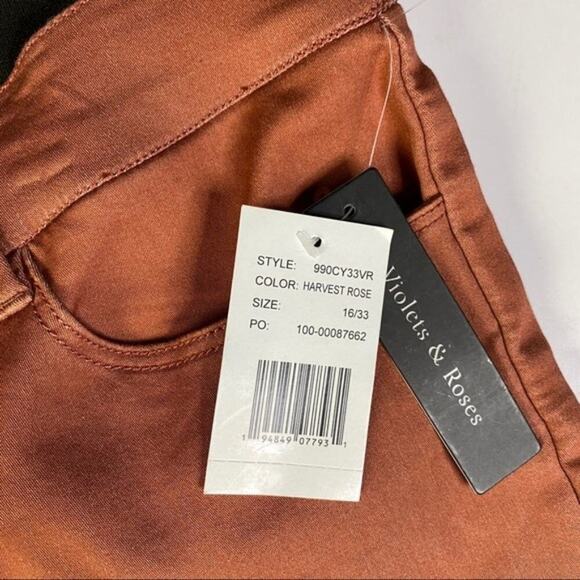 STYLE: 990CY33VR
COLOR: HARVEST ROSE
SIZE: 16/33
PO: 100-00087662
1 94849 07793 1
Violets & Roses